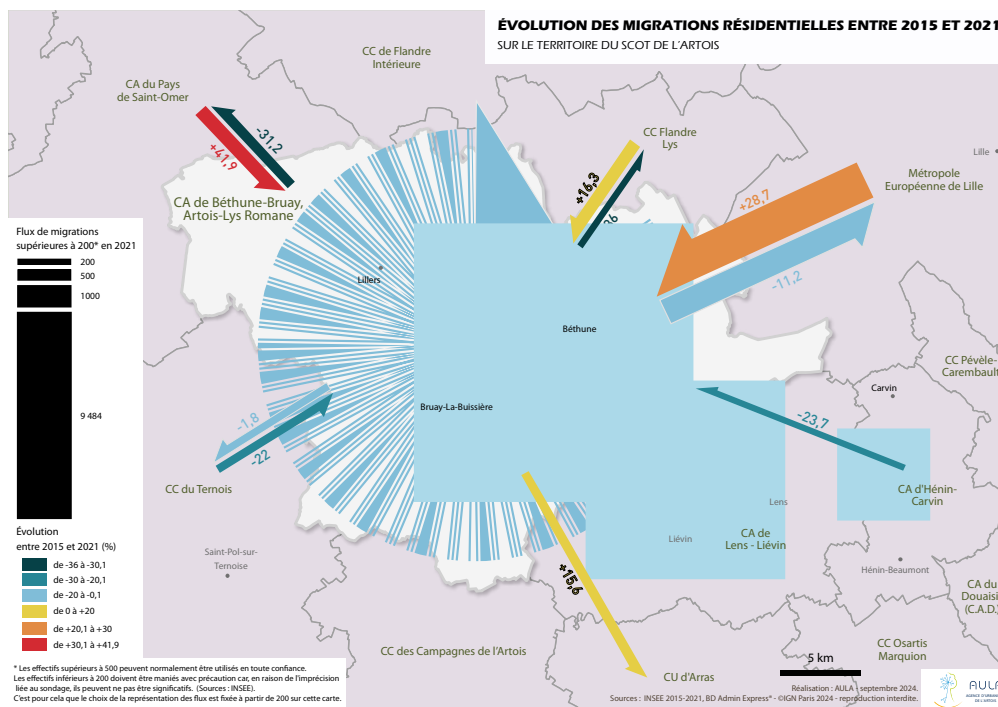 ÉVOLUTION DES MIGRATIONS RÉSIDENTIELLES ENTRE 2015 ET 2021
SUR LE TERRITOIRE DU SCOT DE L'ARTOIS
CC de Flandre
Intérieure
CA du Pays
de Saint-Omer
-31,2
+41,9
CC Flandre
Lys
+16,3
Lille
Métropole
Européenne de Lille
+28,7
-11,2
CA de Béthune-Bruay,
Artois-Lys Romane
Flux de migrations
supérieures à 200* en 2021
200
500
1000
9 484
Lillers
Béthune
CC Pévèle-
Carembault
Carvin
Bruay-La-Buissière
-1,8
-22
-23,7
CC du Ternois
CA d'Hénin-
Carvin
Lens
CA de
Lens - Liévin
Liévin
Évolution
entre 2015 et 2021 (%)
de -36 à -30,1
de -30 à -20,1
de -20 à -0,1
de 0 à +20
de +20,1 à +30
de +30,1 à +41,9
Saint-Pol-sur-
Ternoise
Hénin-Beaumont
+15,6
CA du
Douaisi
(C.A.D.)
CC des Campagnes de l'Artois
CC Osartis
Marquion
5 km
CU d'Arras
* Les effectifs supérieurs à 500 peuvent normalement être utilisés en toute confiance.
Les effectifs inférieurs à 200 doivent être maniés avec précaution car, en raison de l'imprécision
liée au sondage, ils peuvent ne pas être significatifs. (Sources : INSEE).
C'est pour cela que le choix de la représentation des flux est fixée à partir de 200 sur cette carte.
Réalisation : AULA - septembre 2024.
Sources : INSEE 2015-2021, BD Admin Express® - ©IGN Paris 2024 - reproduction interdite.
AULA
AGENCE D'URBANISME
DE L'ARTOIS